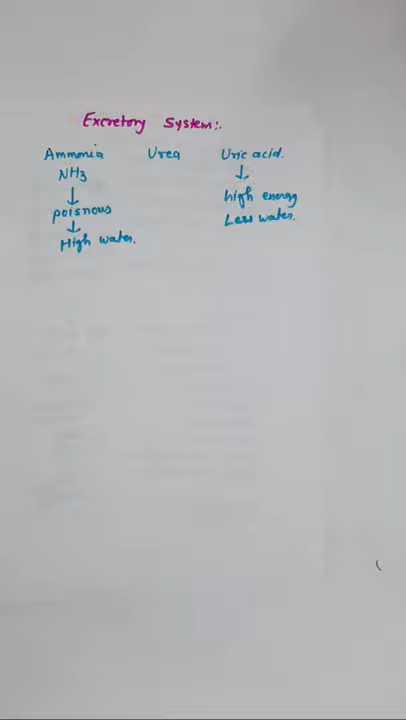 Excretory System:.
Ammonia Urea Uric acid.
NH3 ↓
↓ high energy
poisnous Less water.
↓
High water.